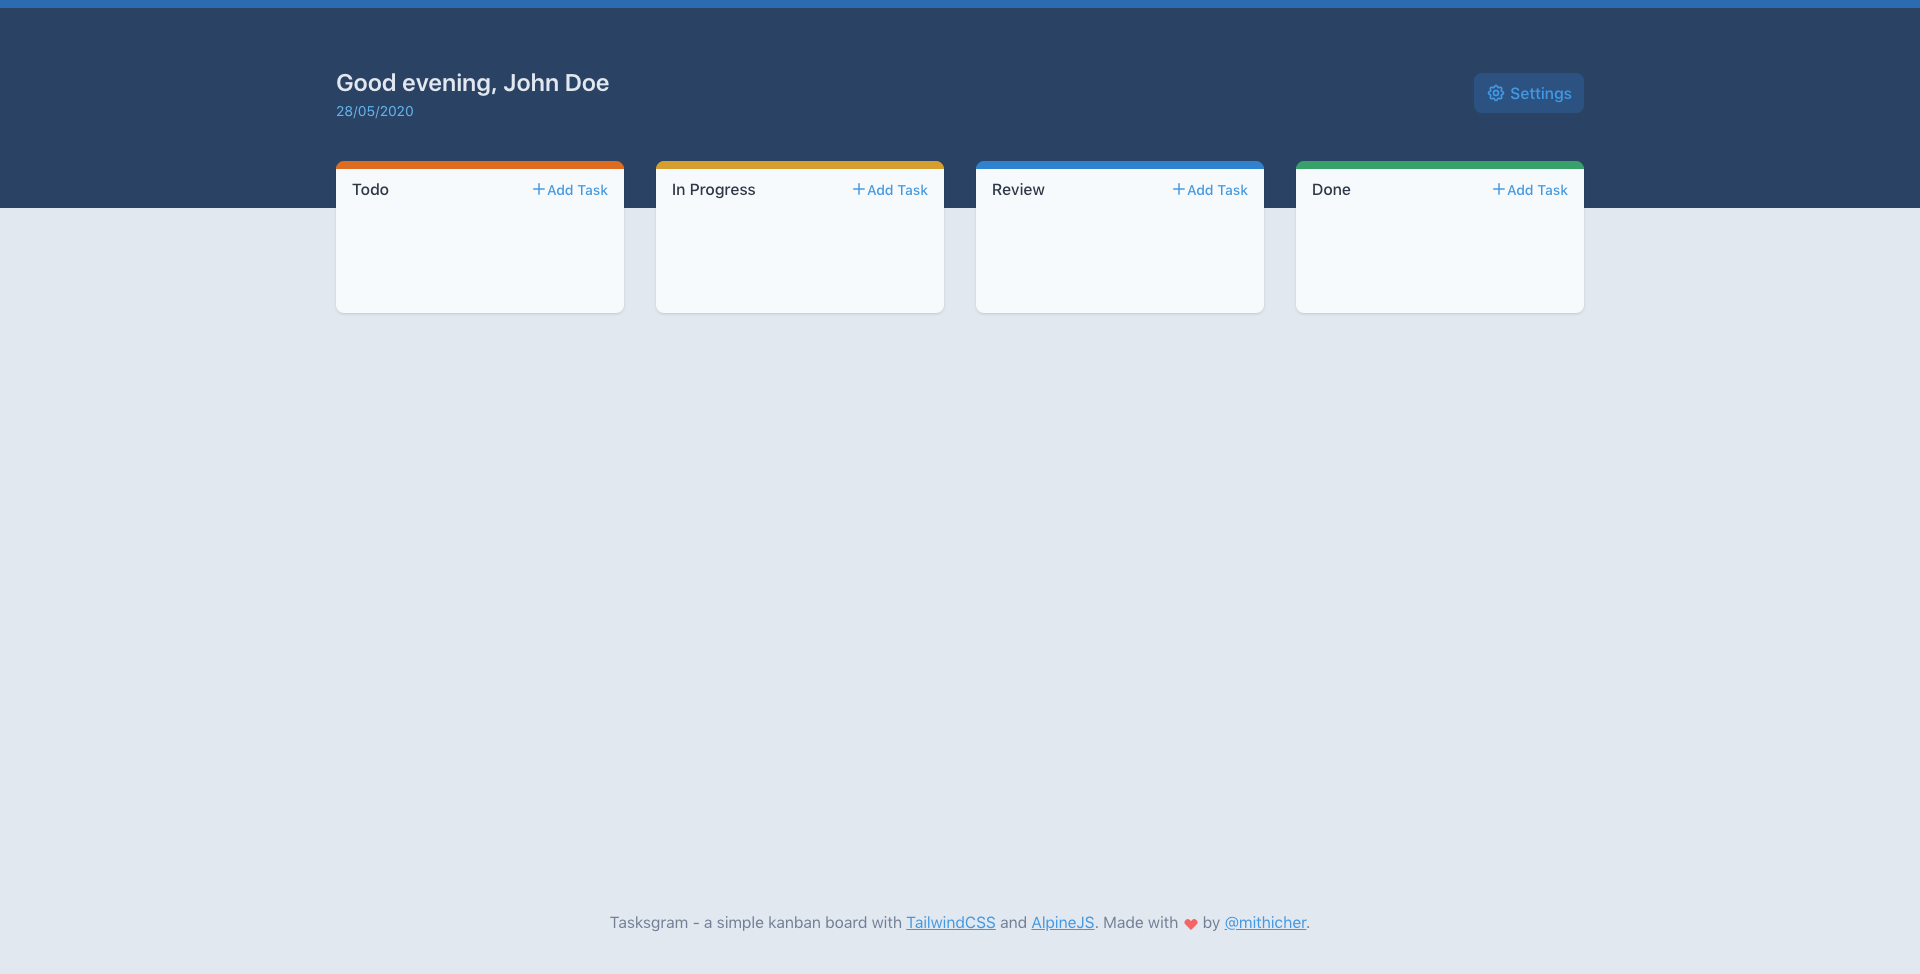 Good evening, John Doe
28/05/2020
Settings
Todo
Add Task
In Progress
Add Task
Review
Add Task
Done
Add Task
Tasksgram - a simple kanban board with TailwindCSS and AlpineJS. Made with ❤ by @mithicher.